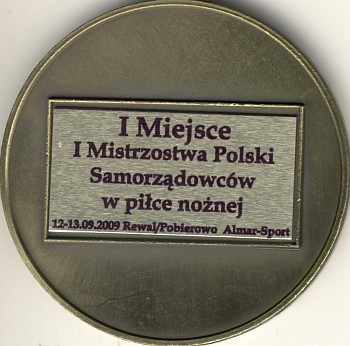 I Miejsce
I Mistrzostwa Polski
Samorządowców
w piłce nożnej
12-13.09.2009 Rewal/Pobierowo Almar-Sport